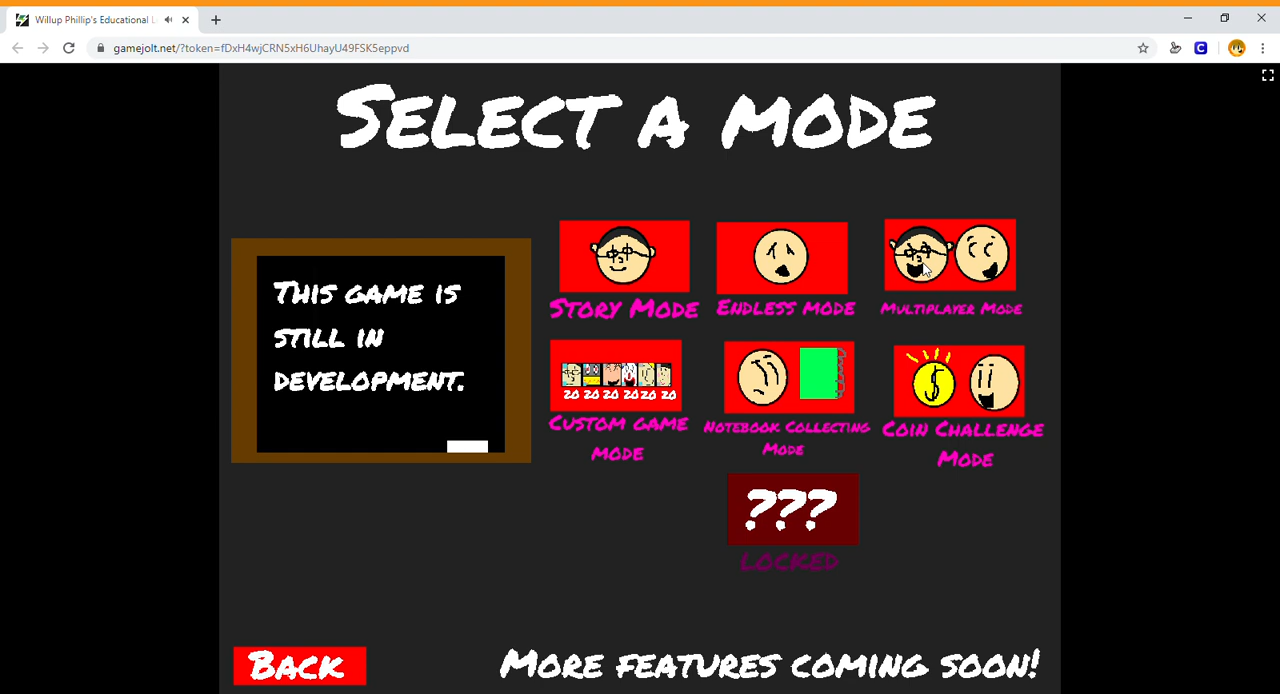 Willup Phillip's Educational L
gamejolt.net/?token=fDxH4wjCRN5xH6UhayU49FSK5eppvd
SELECT A MODE
THIS GAME IS
STILL IN
DEVELOPMENT.
STORY MODE
ENDLESS MODE
MULTIPLAYER MODE
20 20 20 20 20 20
CUSTOM GAME
MODE
NOTEBOOK COLLECTING
MODE
COIN CHALLENGE
MODE
???
LOCKED
BACK
MORE FEATURES COMING SOON!